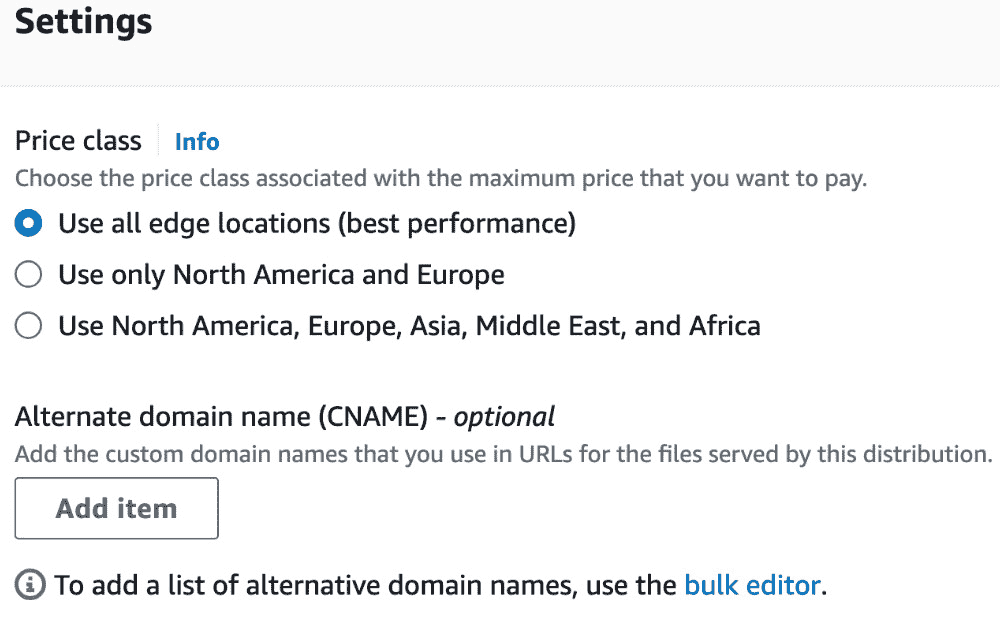 Settings
Price class Info
Choose the price class associated with the maximum price that you want to pay.
Use all edge locations (best performance)
Use only North America and Europe
Use North America, Europe, Asia, Middle East, and Africa
Alternate domain name (CNAME) - optional
Add the custom domain names that you use in URLs for the files served by this distribution.
Add item
To add a list of alternative domain names, use the bulk editor.